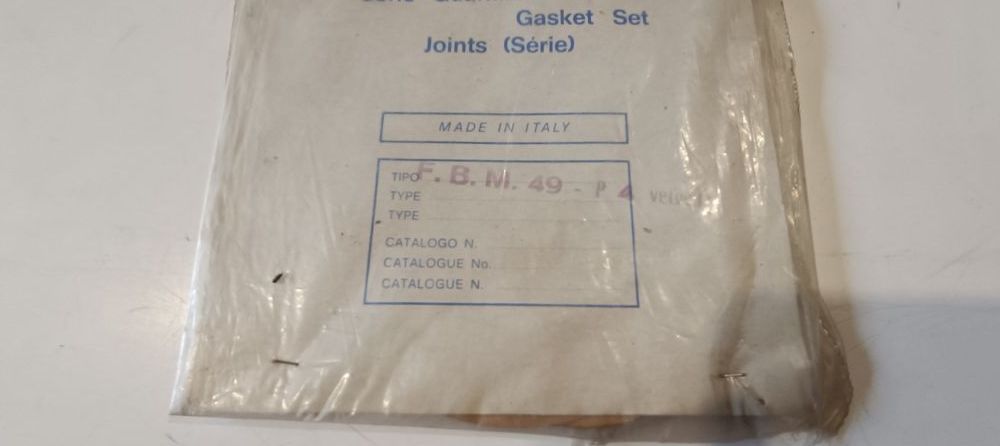 Gasket Set
Joints (Série)
MADE IN ITALY
TIPO F. B. M. 49 - P 4
TYPE
TYPE
CATALOGO N.
CATALOGUE No.
CATALOGUE N.